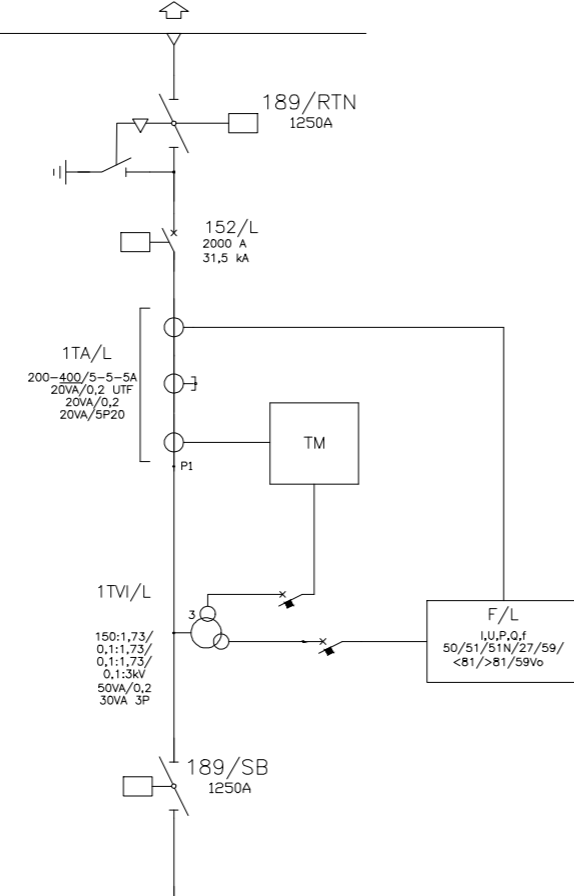 189/RTN
1250A
152/L
2000 A
31,5 kA
1TA/L
200-400/5-5-5A
20VA/0,2 UTF
20VA/0,2
20VA/5P20
TM
P1
1TVI/L
3
150:1,73/
0,1:1,73/
0,1:1,73/
0,1:3kV
50VA/0,2
30VA 3P
F/L
I,U,P,Q,f
50/51/51N/27/59/
<81/>81/59Vo
189/SB
1250A